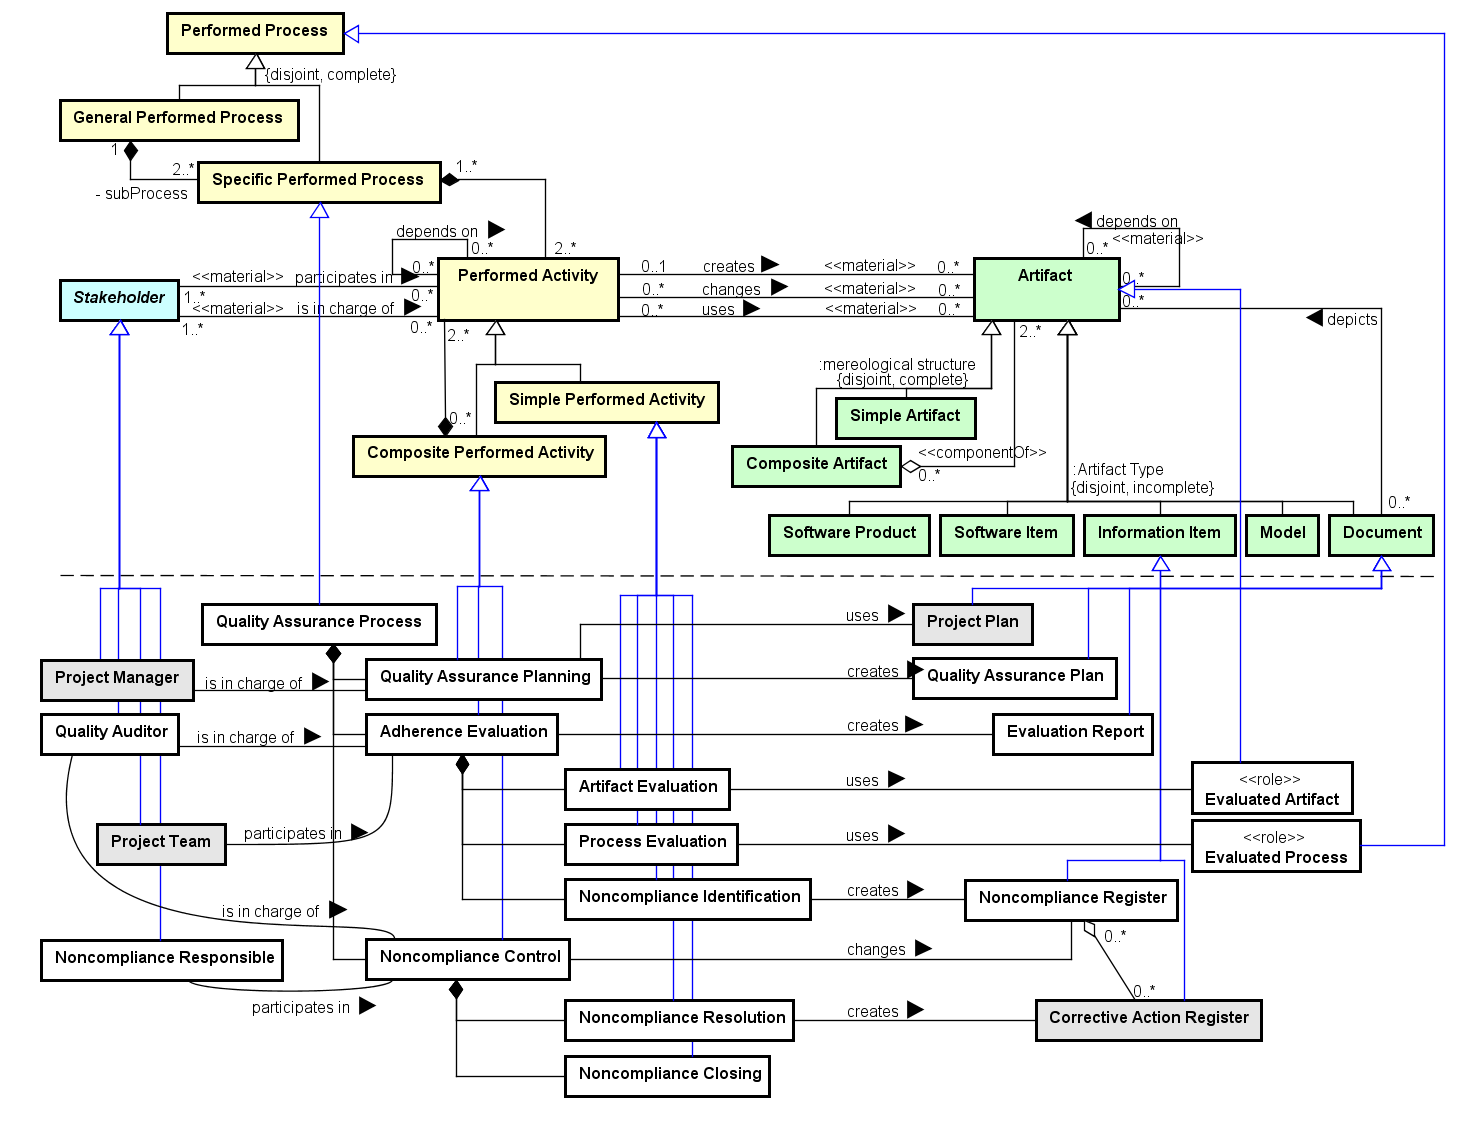 Performed Process
{disjoint, complete}
General Performed Process
1
2..*
- subProcess
Specific Performed Process
1..*
depends on
0..*
2..*
0..*
<<material>>
participates in
Performed Activity
0..1
creates
<<material>>
0..*
Artifact
depends on
<<material>>
0..*
0..*
Stakeholder
1..*
0..*
<<material>>
is in charge of
1..*
0..*
0..*
changes
<<material>>
0..*
0..*
uses
<<material>>
0..*
0..*
depicts
2..*
2..*
:mereological structure
{disjoint, complete}
Simple Performed Activity
Simple Artifact
0..*
Composite Performed Activity
Composite Artifact
<<componentOf>>
0..*
:Artifact Type
{disjoint, incomplete}
0..*
Software Product
Software Item
Information Item
Model
Document
Quality Assurance Process
uses
Project Plan
Project Manager
is in charge of
Quality Assurance Planning
creates
Quality Assurance Plan
Quality Auditor
is in charge of
Adherence Evaluation
creates
Evaluation Report
Artifact Evaluation
uses
<<role>>
Evaluated Artifact
Project Team
participates in
Process Evaluation
uses
<<role>>
Evaluated Process
Noncompliance Identification
creates
Noncompliance Register
is in charge of
0..*
Noncompliance Responsible
Noncompliance Control
changes
participates in
0..*
Noncompliance Resolution
creates
Corrective Action Register
Noncompliance Closing